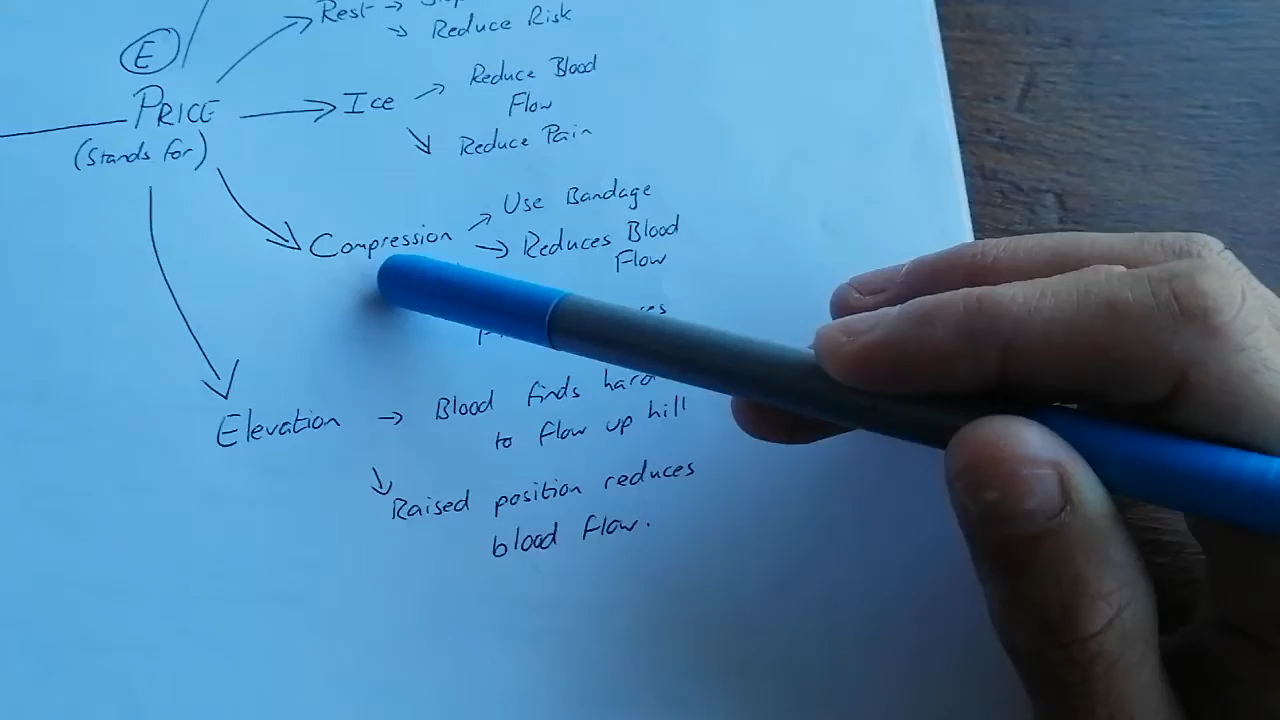 Rest
Reduce Risk
E
PRICE
(Stands for)
Ice
Reduce Blood
Flow
Reduce Pain
Compression
Use Bandage
Reduces Blood
Flow
Elevation
Blood finds hard
to flow up hill
Raised position reduces
blood flow.